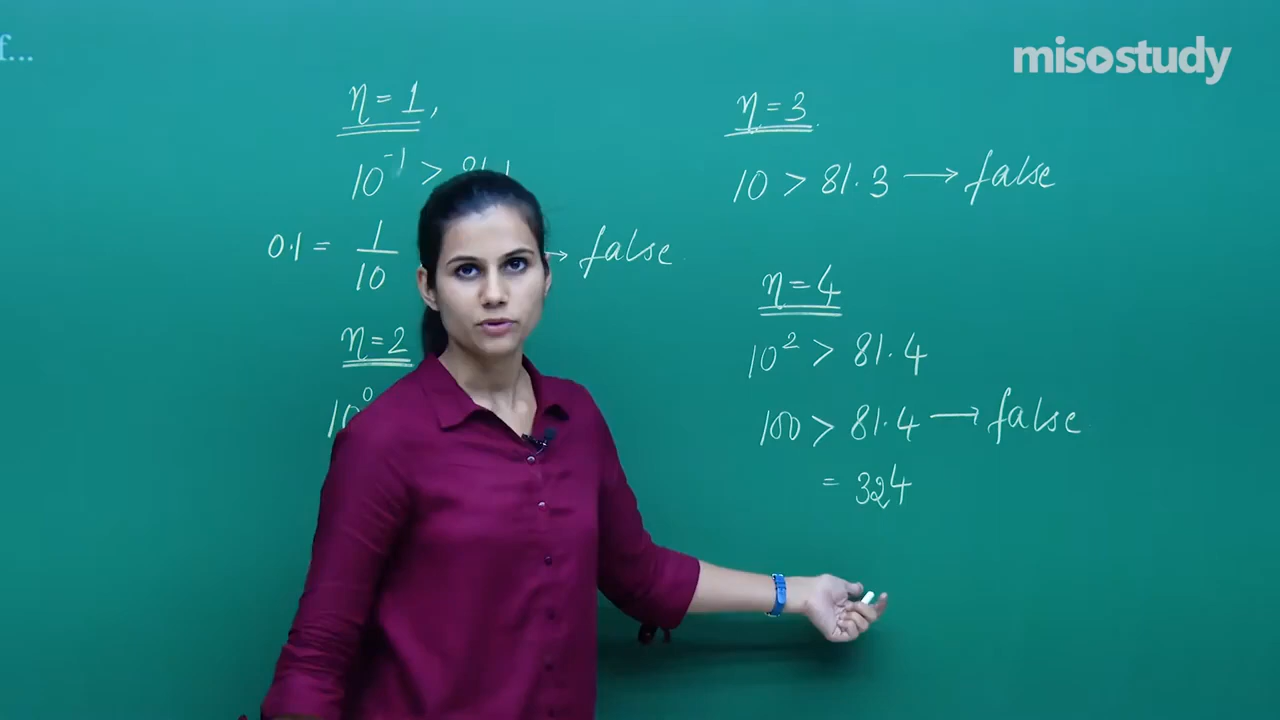 f...
misostudy
η = 1,
10⁻¹ >
0.1 = 1/10 → false
η = 2
10⁰
η = 3
10 > 81.3 → false
η = 4
10² > 81.4
100 > 81.4 → false
= 324